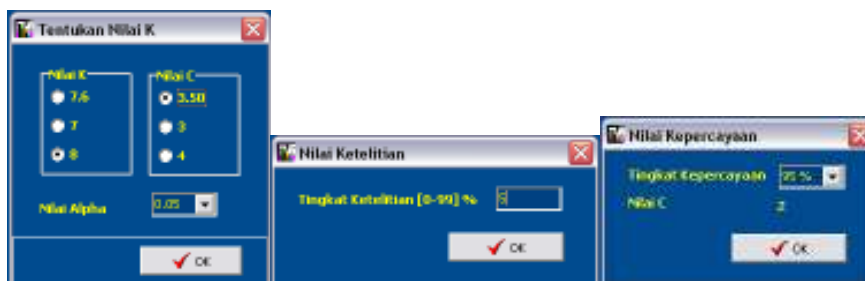 Tentukan Nilai K
Nilai K
7.6
7
8
Nilai C
3.50
3
4
Nilai Alpha
0.05
OK
Nilai Ketelitian
Tingkat Ketelitian [0-99] %
OK
Nilai Kepercayaan
Tingkat Kepercayaan
95 %
Nilai C
2
OK